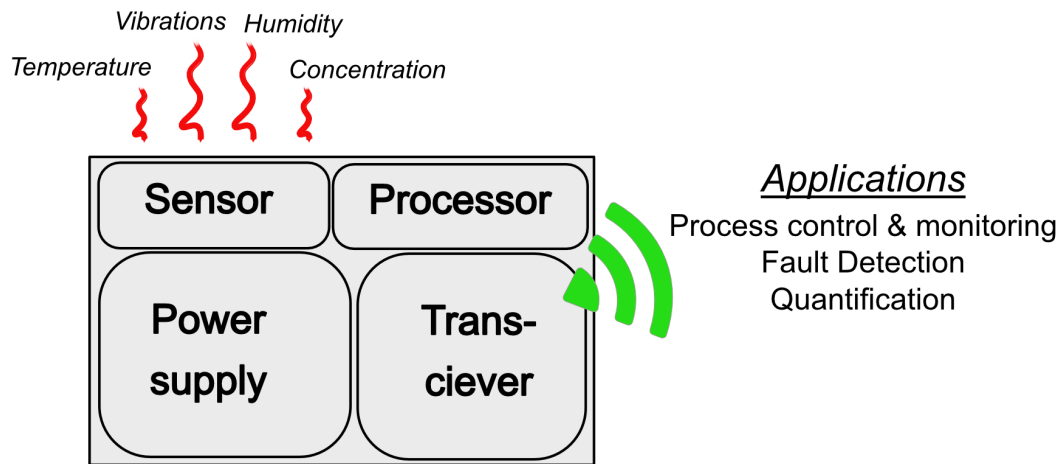 Vibrations Humidity
Temperature Concentration
Sensor Processor
Power Trans-
supply ciever
Applications
Process control & monitoring
Fault Detection
Quantification